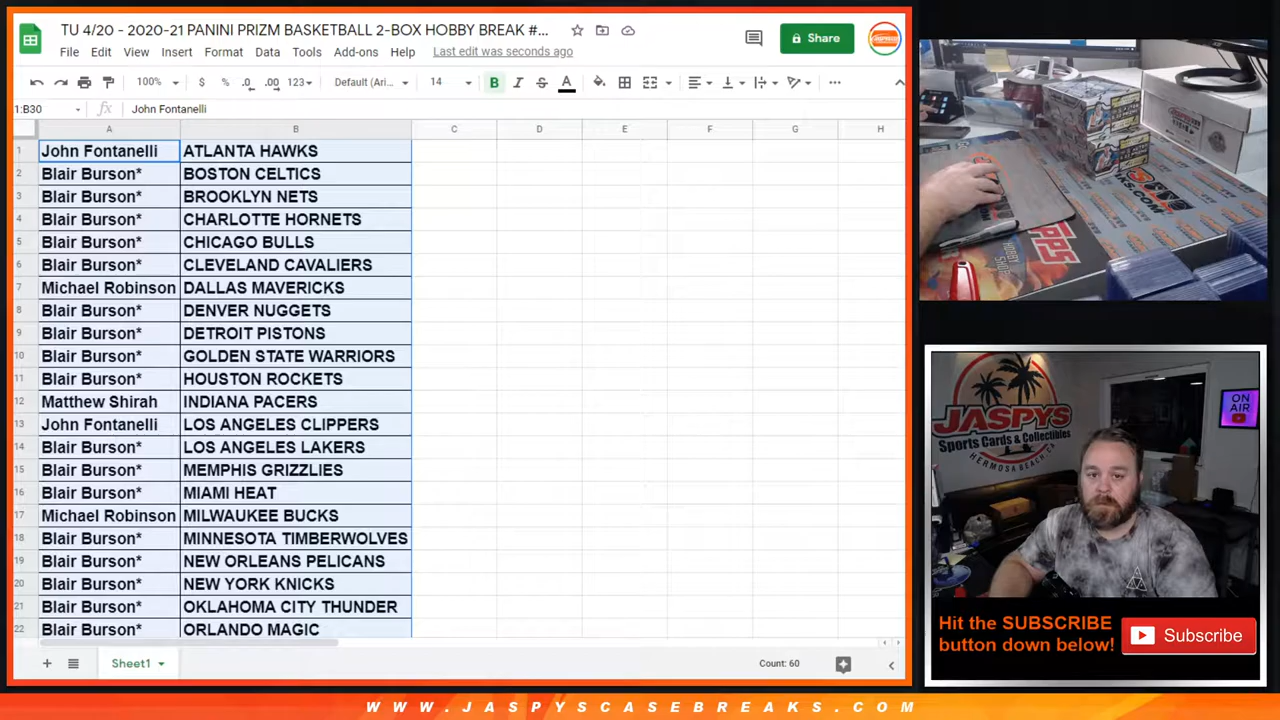 TU 4/20 - 2020-21 PANINI PRIZM BASKETBALL 2-BOX HOBBY BREAK #...
File Edit View Insert Format Data Tools Add-ons Help Last edit was seconds ago
Share
100% $ % .0 .00 123 Default (Ari... 14 B I S A
1:B30 fx John Fontanelli
A B C D E F G H
1 John Fontanelli ATLANTA HAWKS
2 Blair Burson* BOSTON CELTICS
3 Blair Burson* BROOKLYN NETS
4 Blair Burson* CHARLOTTE HORNETS
5 Blair Burson* CHICAGO BULLS
6 Blair Burson* CLEVELAND CAVALIERS
7 Michael Robinson DALLAS MAVERICKS
8 Blair Burson* DENVER NUGGETS
9 Blair Burson* DETROIT PISTONS
10 Blair Burson* GOLDEN STATE WARRIORS
11 Blair Burson* HOUSTON ROCKETS
12 Matthew Shirah INDIANA PACERS
13 John Fontanelli LOS ANGELES CLIPPERS
14 Blair Burson* LOS ANGELES LAKERS
15 Blair Burson* MEMPHIS GRIZZLIES
16 Blair Burson* MIAMI HEAT
17 Michael Robinson MILWAUKEE BUCKS
18 Blair Burson* MINNESOTA TIMBERWOLVES
19 Blair Burson* NEW ORLEANS PELICANS
20 Blair Burson* NEW YORK KNICKS
21 Blair Burson* OKLAHOMA CITY THUNDER
22 Blair Burson* ORLANDO MAGIC
Sheet1
Count: 60
JASPYS
Sports Cards & Collectibles
HERMOSA BEACH, CA
ON
AIR
Hit the SUBSCRIBE
button down below!
Subscribe
WWW.JASPYSCASEBREAKS.COM